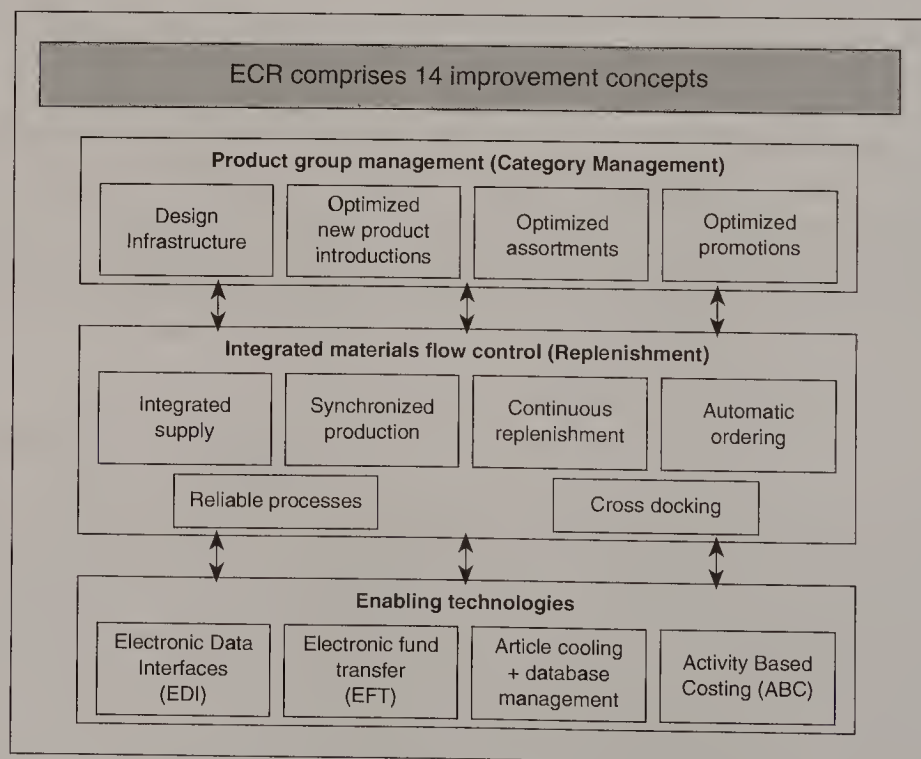 ECR comprises 14 improvement concepts
Product group management (Category Management)
Design
Infrastructure
Optimized
new product
introductions
Optimized
assortments
Optimized
promotions
Integrated materials flow control (Replenishment)
Integrated
supply
Synchronized
production
Continuous
replenishment
Automatic
ordering
Reliable processes
Cross docking
Enabling technologies
Electronic Data
Interfaces
(EDI)
Electronic fund
transfer
(EFT)
Article cooling
+ database
management
Activity Based
Costing (ABC)